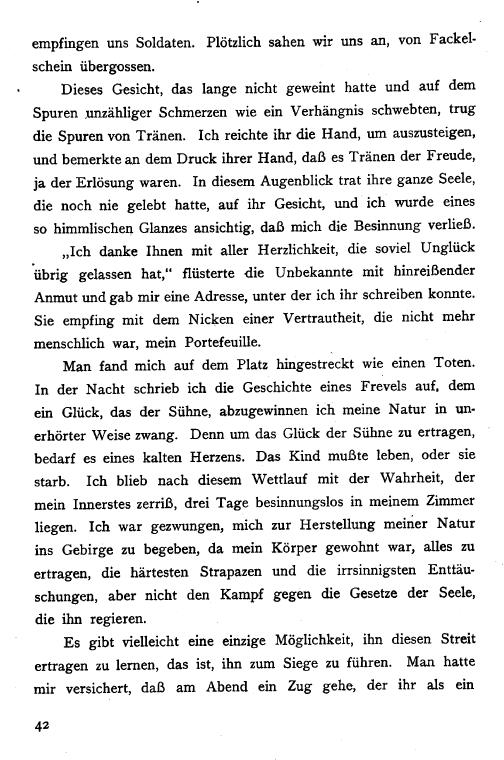 empfingen uns Soldaten. Plötzlich sahen wir uns an, von Fackel-
schein übergossen.
Dieses Gesicht, das lange nicht geweint hatte und auf dem
Spuren unzähliger Schmerzen wie ein Verhängnis schwebten, trug
die Spuren von Tränen. Ich reichte ihr die Hand, um auszusteigen,
und bemerkte an dem Druck ihrer Hand, daß es Tränen der Freude,
ja der Erlösung waren. In diesem Augenblick trat ihre ganze Seele,
die noch nie gelebt hatte, auf ihr Gesicht, und ich wurde eines
so himmlischen Glanzes ansichtig, daß mich die Besinnung verließ.
„Ich danke Ihnen mit aller Herzlichkeit, die soviel Unglück
übrig gelassen hat,“ flüsterte die Unbekannte mit hinreißender
Anmut und gab mir eine Adresse, unter der ich ihr schreiben konnte.
Sie empfing mit dem Nicken einer Vertrautheit, die nicht mehr
menschlich war, mein Portefeuille.
Man fand mich auf dem Platz hingestreckt wie einen Toten.
In der Nacht schrieb ich die Geschichte eines Frevels auf, dem
ein Glück, das der Sühne, abzugewinnen ich meine Natur in un-
erhörter Weise zwang. Denn um das Glück der Sühne zu ertragen,
bedarf es eines kalten Herzens. Das Kind mußte leben, oder sie
starb. Ich blieb nach diesem Wettlauf mit der Wahrheit, der
mein Innerstes zerriß, drei Tage besinnungslos in meinem Zimmer
liegen. Ich war gezwungen, mich zur Herstellung meiner Natur
ins Gebirge zu begeben, da mein Körper gewohnt war, alles zu
ertragen, die härtesten Strapazen und die irrsinnigsten Enttäu-
schungen, aber nicht den Kampf gegen die Gesetze der Seele,
die ihn regieren.
Es gibt vielleicht eine einzige Möglichkeit, ihn diesen Streit
ertragen zu lernen, das ist, ihn zum Siege zu führen. Man hatte
mir versichert, daß am Abend ein Zug gehe, der ihr als ein
42